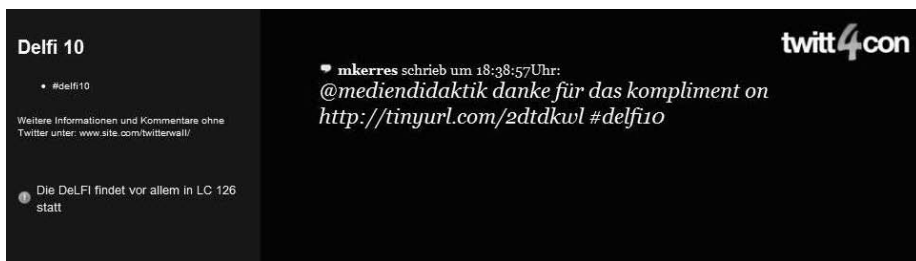 Delfi 10
• #delfi10
Weitere Informationen und Kommentare ohne
Twitter unter: www.site.com/twitterwall/
Die DeLFI findet vor allem in LC 126
statt
twitt4con
mkerres schrieb um 18:38:57Uhr:
@mediendidaktik danke für das kompliment on
http://tinyurl.com/2dtdkwl #delfi10